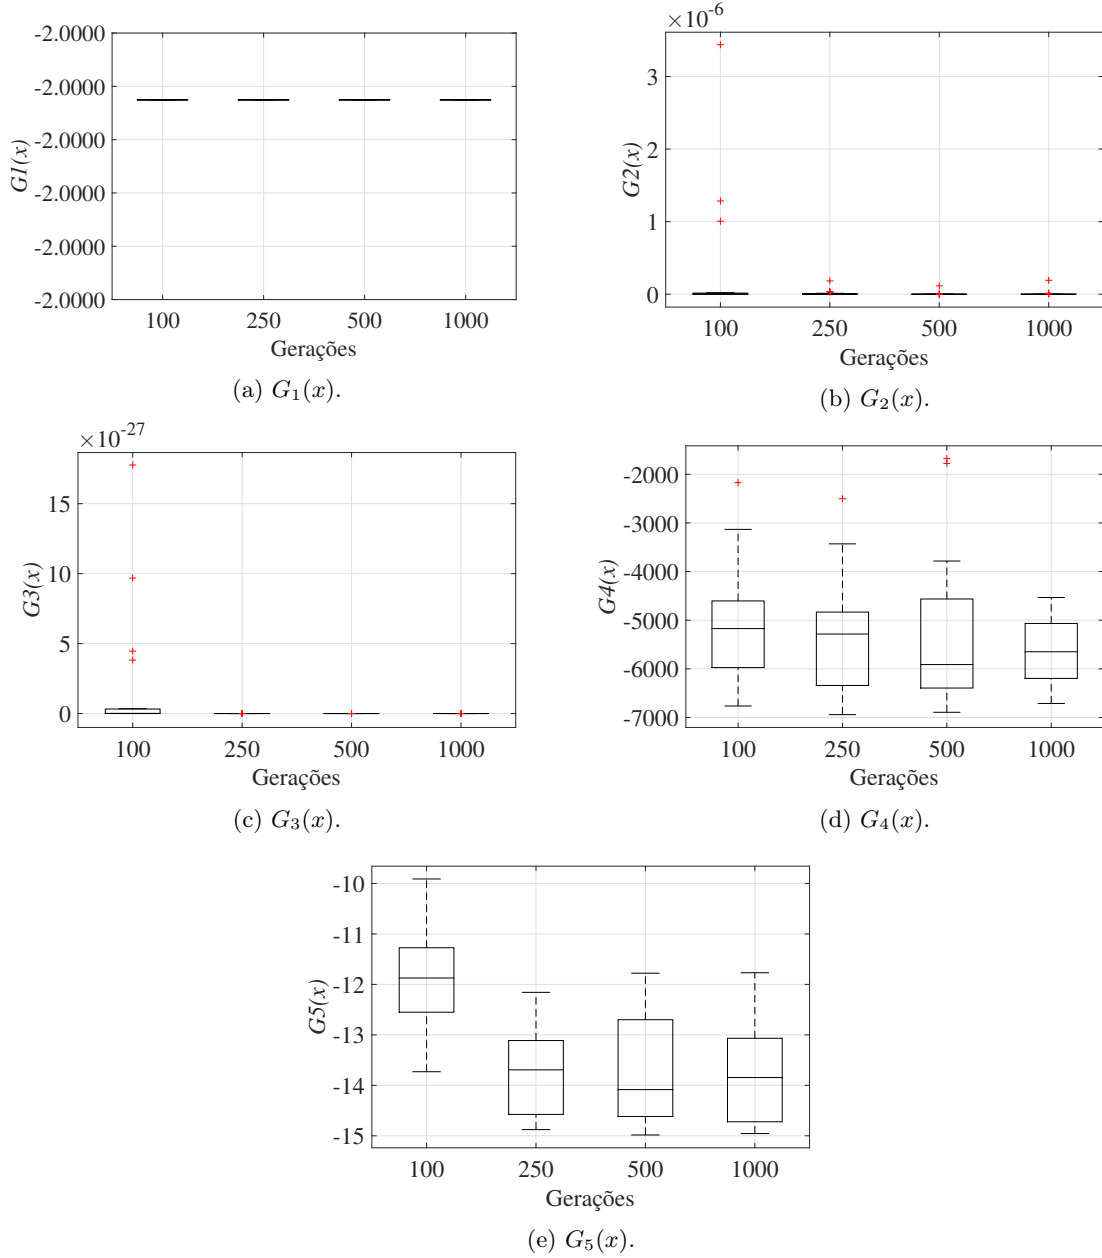 -2.0000
-2.0000
-2.0000
-2.0000
-2.0000
-2.0000
G1(x)
100 250 500 1000
Gerações
(a) G₁(x).
×10⁻⁶
3
2
1
0
G2(x)
100 250 500 1000
Gerações
(b) G₂(x).
×10⁻²⁷
15
10
5
0
G3(x)
100 250 500 1000
Gerações
(c) G₃(x).
-2000
-3000
-4000
-5000
-6000
-7000
G4(x)
100 250 500 1000
Gerações
(d) G₄(x).
-10
-11
-12
-13
-14
-15
G5(x)
100 250 500 1000
Gerações
(e) G₅(x).